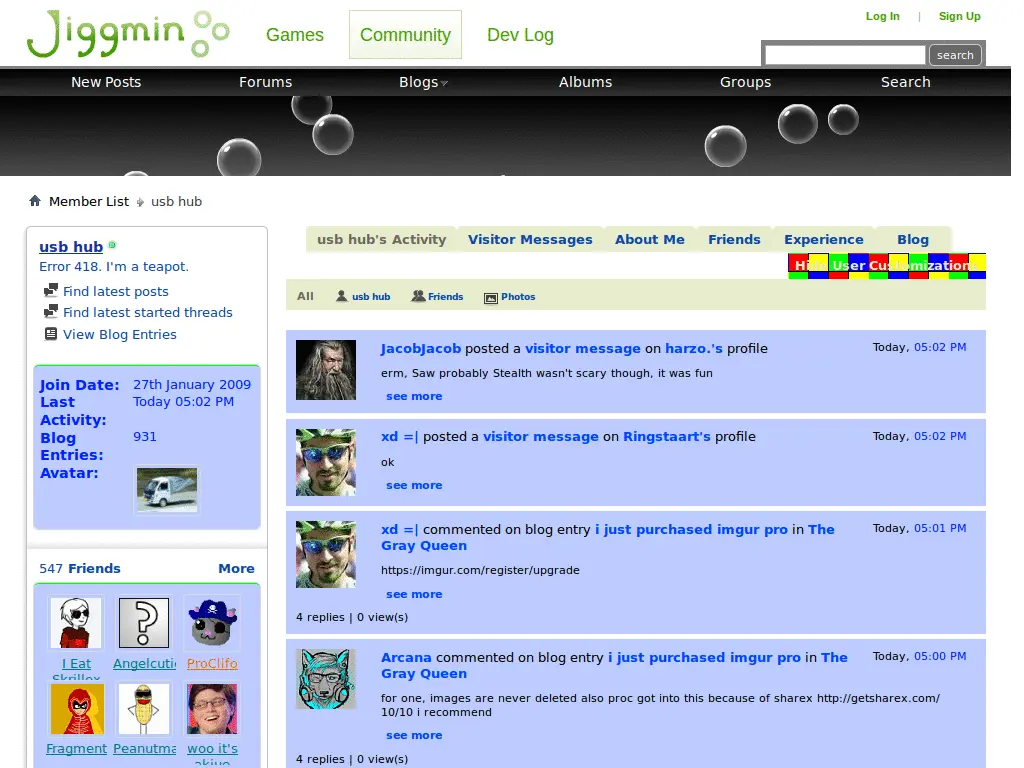 Jiggmin
Games
Community
Dev Log
Log In | Sign Up
search
New Posts
Forums
Blogs
Albums
Groups
Search
Member List
usb hub
usb hub
Error 418. I'm a teapot.
Find latest posts
Find latest started threads
View Blog Entries
Join Date: 27th January 2009
Last Today 05:02 PM
Activity:
Blog 931
Entries:
Avatar:
547 Friends
More
I Eat
Skrillex
Angelcutie
ProClifo
Fragment
Peanutma
woo it's
akiue
usb hub's Activity
Visitor Messages
About Me
Friends
Experience
Blog
Hide User Customizations
All
usb hub
Friends
Photos
JacobJacob posted a visitor message on harzo.'s profile
Today, 05:02 PM
erm, Saw probably Stealth wasn't scary though, it was fun
see more
xd =| posted a visitor message on Ringstaart's profile
Today, 05:02 PM
ok
see more
xd =| commented on blog entry i just purchased imgur pro in The
Gray Queen
Today, 05:01 PM
https://imgur.com/register/upgrade
see more
4 replies | 0 view(s)
Arcana commented on blog entry i just purchased imgur pro in The
Gray Queen
Today, 05:00 PM
for one, images are never deleted also proc got into this because of sharex http://getsharex.com/
10/10 i recommend
see more
4 replies | 0 view(s)